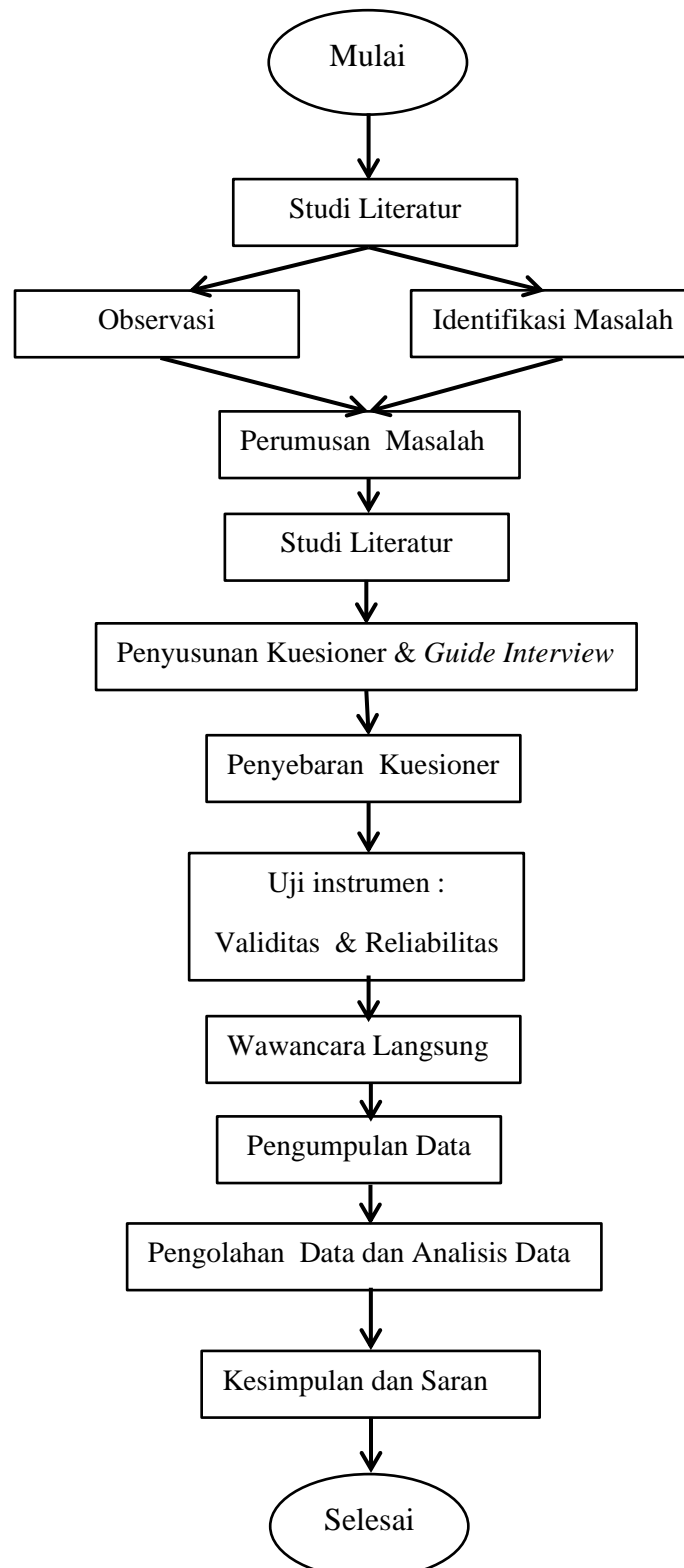 Mulai
Studi Literatur
Observasi
Identifikasi Masalah
Perumusan Masalah
Studi Literatur
Penyusunan Kuesioner & Guide Interview
Penyebaran Kuesioner
Uji instrumen :
Validitas & Reliabilitas
Wawancara Langsung
Pengumpulan Data
Pengolahan Data dan Analisis Data
Kesimpulan dan Saran
Selesai